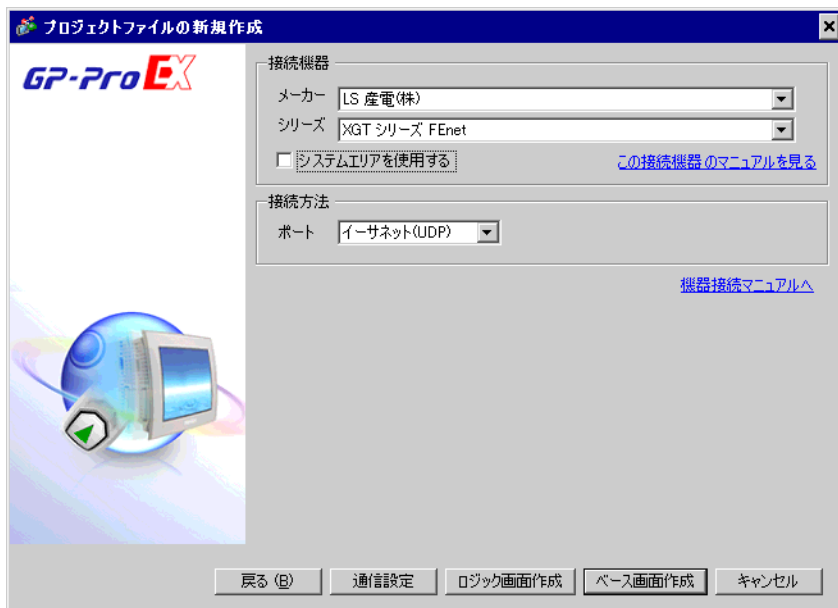 プロジェクトファイルの新規作成
GP-Pro EX
接続機器
メーカー LS 産電(株)
シリーズ XGT シリーズ FEnet
システムエリアを使用する この接続機器のマニュアルを見る
接続方法
ポート イーサネット(UDP)
機器接続マニュアルへ
戻る (B) 通信設定 ロジック画面作成 ベース画面作成 キャンセル